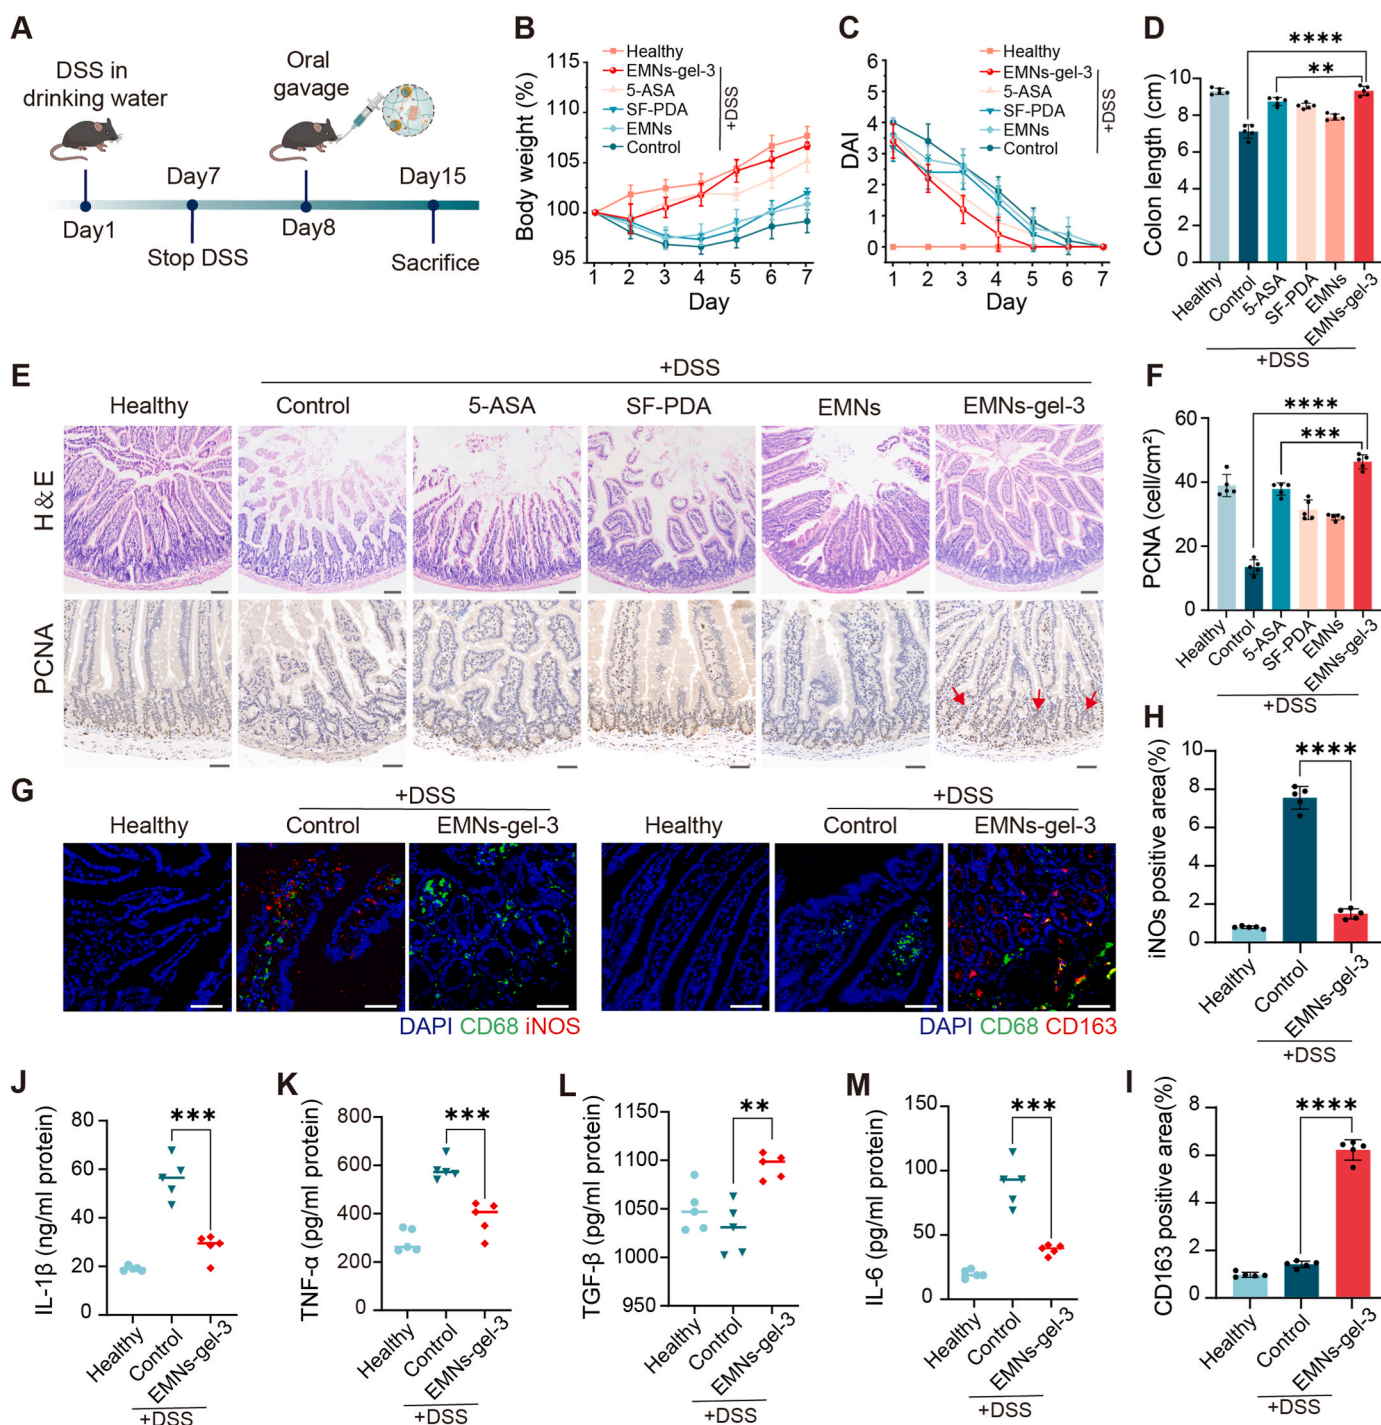 A
DSS in
drinking water
Oral
gavage
Day1
Day7
Stop DSS
Day8
Day15
Sacrifice
B
Body weight (%)
115
110
105
100
95
1 2 3 4 5 6 7
Day
Healthy
EMNs-gel-3
5-ASA
SF-PDA
EMNs
Control
+DSS
C
DAI
6
5
4
3
2
1
0
1 2 3 4 5 6 7
Day
Healthy
EMNs-gel-3
5-ASA
SF-PDA
EMNs
Control
+DSS
D
Colon length (cm)
10
8
6
4
2
0
****
**
Healthy
Control
5-ASA
SF-PDA
EMNs
EMNs-gel-3
+DSS
E
+DSS
Healthy Control 5-ASA SF-PDA EMNs EMNs-gel-3
H&E
PCNA
F
PCNA (cell/cm²)
60
40
20
0
****
***
Healthy
Control
5-ASA
SF-PDA
EMNs
EMNs-gel-3
+DSS
G
+DSS
Healthy Control EMNs-gel-3
DAPI CD68 iNOS
+DSS
Healthy Control EMNs-gel-3
DAPI CD68 CD163
H
iNOs positive area(%)
10
8
6
4
2
0
****
Healthy
Control
EMNs-gel-3
+DSS
J
IL-1β (ng/ml protein)
80
60
40
20
0
***
Healthy
Control
EMNs-gel-3
+DSS
K
TNF-α (pg/ml protein)
800
600
400
200
0
***
Healthy
Control
EMNs-gel-3
+DSS
L
TGF-β (pg/ml protein)
1150
1100
1050
1000
950
**
Healthy
Control
EMNs-gel-3
+DSS
M
IL-6 (pg/ml protein)
150
100
50
0
***
Healthy
Control
EMNs-gel-3
+DSS
I
CD163 positive area(%)
8
6
4
2
0
****
Healthy
Control
EMNs-gel-3
+DSS